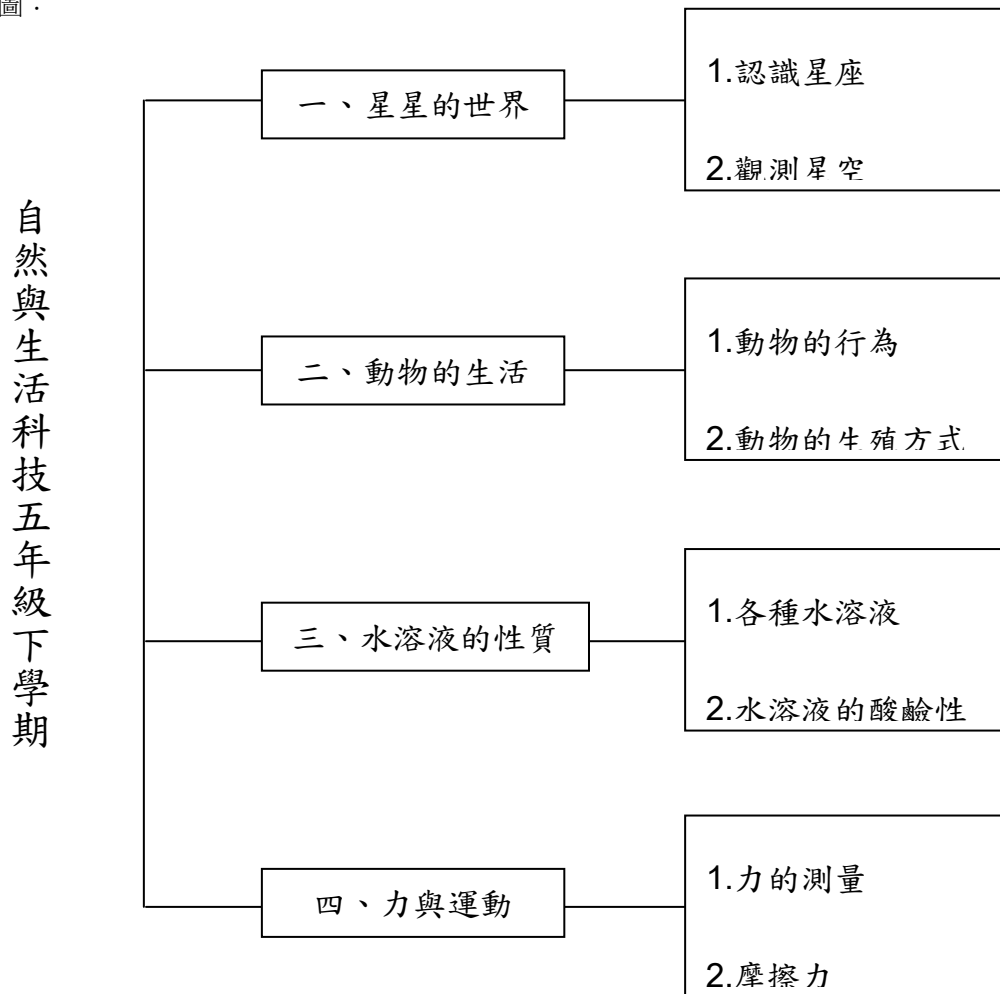 圖．
自然與生活科技五年級下學期
一、星星的世界
1.認識星座
2.觀測星空
二、動物的生活
1.動物的行為
2.動物的生殖方式
三、水溶液的性質
1.各種水溶液
2.水溶液的酸鹼性
四、力與運動
1.力的測量
2.摩擦力